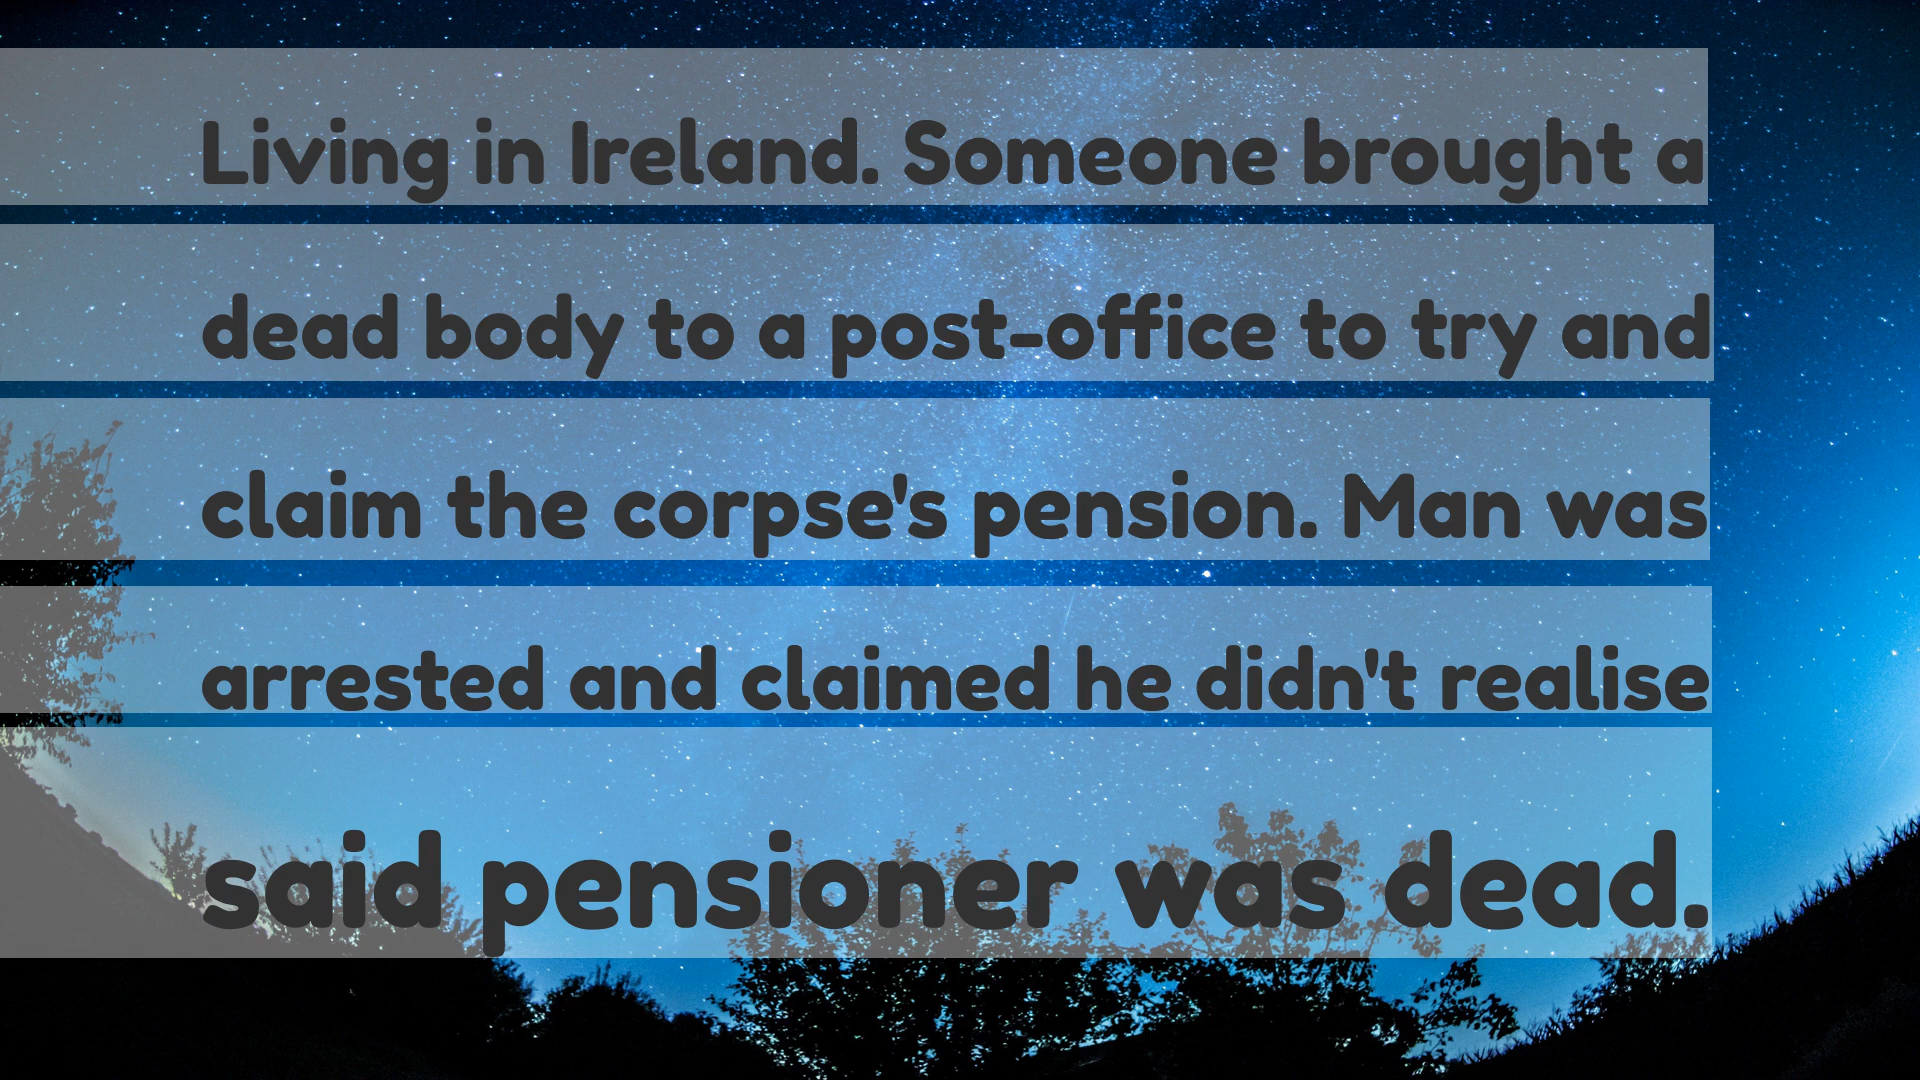 Living in Ireland. Someone brought a
dead body to a post-office to try and
claim the corpse's pension. Man was
arrested and claimed he didn't realise
said pensioner was dead.